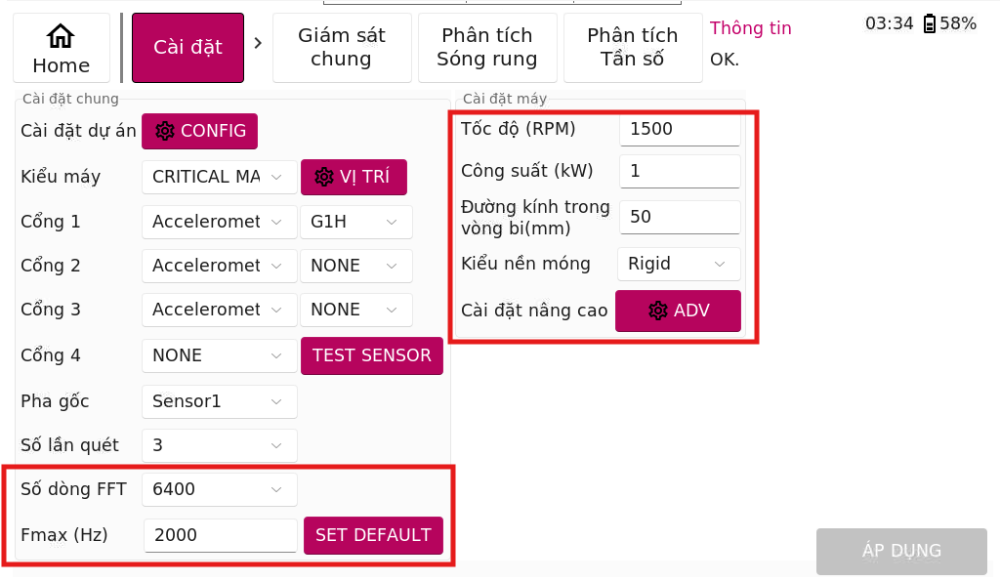 Home
Cài đặt
Giám sát
chung
Phân tích
Sóng rung
Phân tích
Tần số
Thông tin
OK.
03:34 58%
Cài đặt chung
Cài đặt dự án CONFIG
Kiểu máy CRITICAL MA VỊ TRÍ
Cổng 1 Acceleromet G1H
Cổng 2 Acceleromet NONE
Cổng 3 Acceleromet NONE
Cổng 4 NONE TEST SENSOR
Pha gốc Sensor1
Số lần quét 3
Số dòng FFT 6400
Fmax (Hz) 2000 SET DEFAULT
Cài đặt máy
Tốc độ (RPM) 1500
Công suất (kW) 1
Đường kính trong
vòng bi(mm) 50
Kiểu nền móng Rigid
Cài đặt nâng cao ADV
ÁP DỤNG